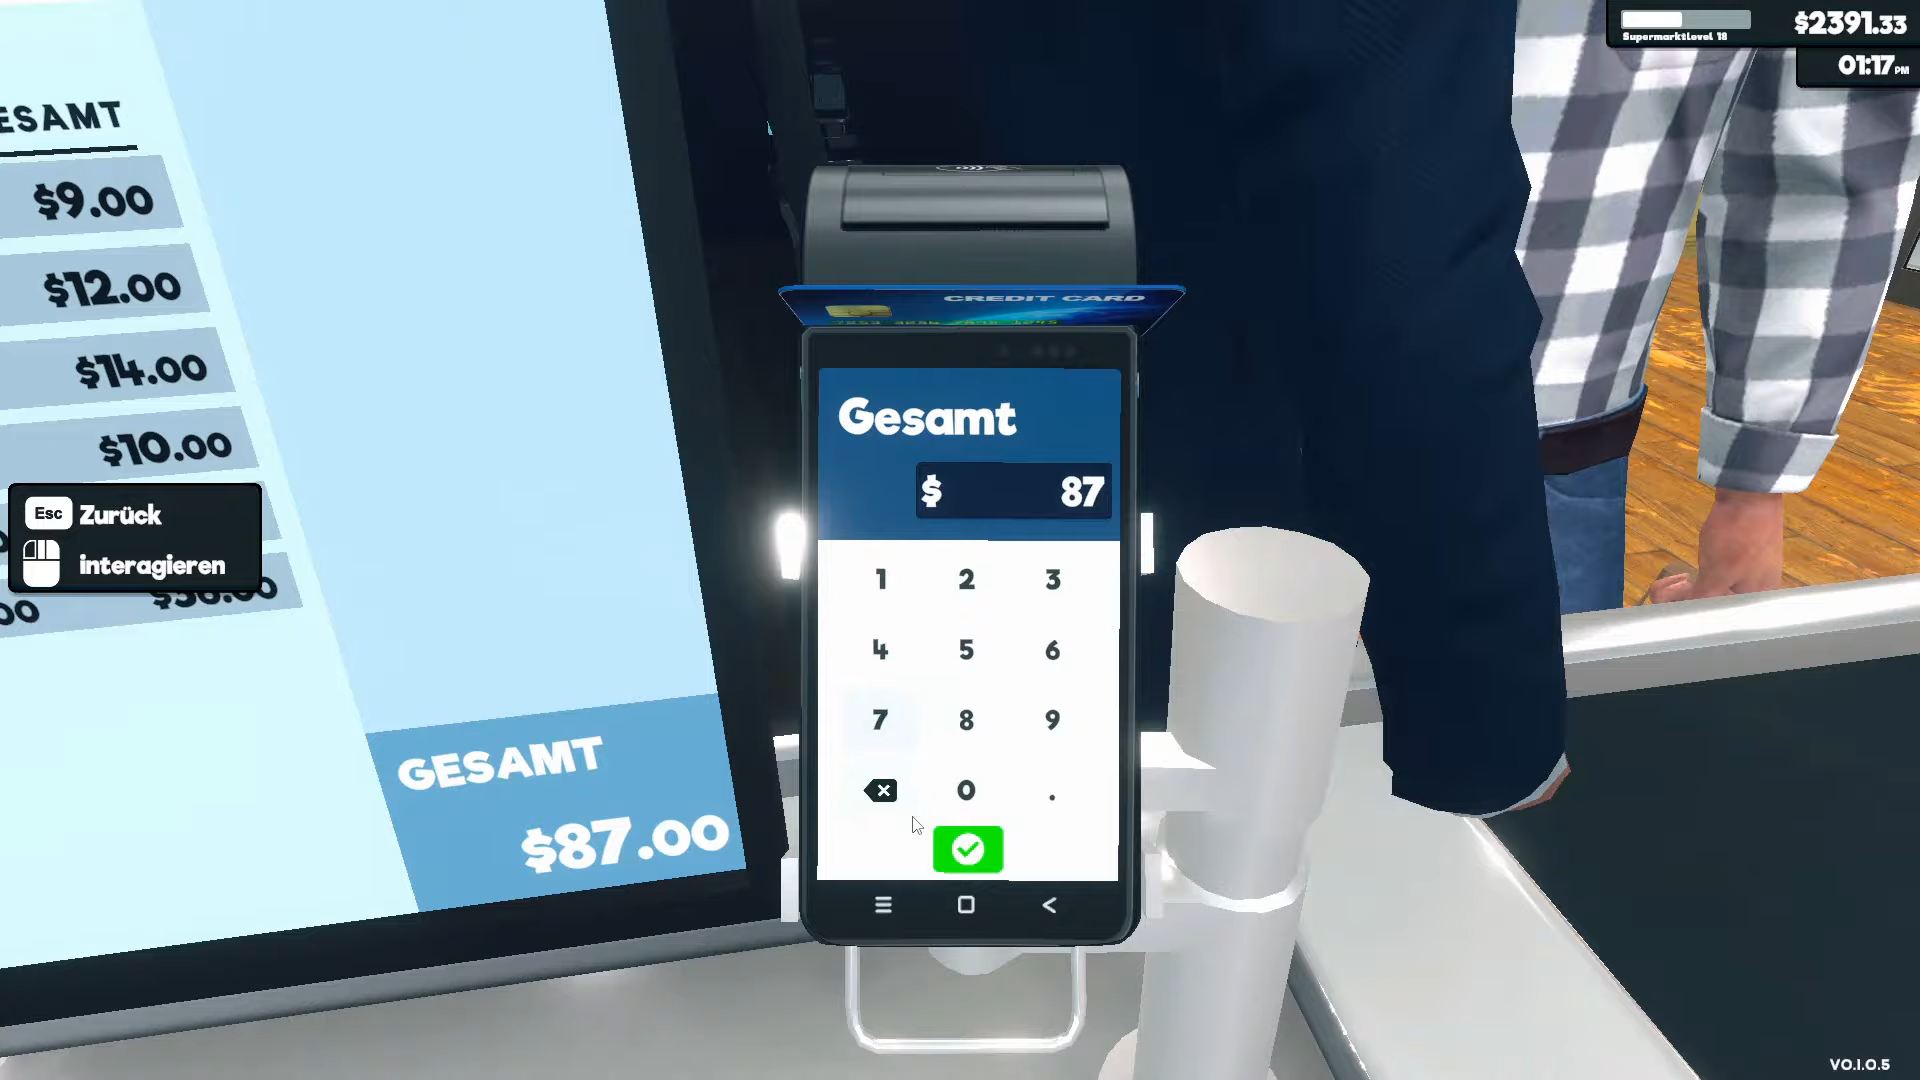 $2391.33
Supermarktlevel 18
01:17 PM
ESAMT
$9.00
$12.00
$14.00
$10.00
Esc Zurück
interagieren
00
GESAMT
$87.00
CREDIT CARD
Gesamt
$ 87
1 2 3
4 5 6
7 8 9
0 .
V0.1.0.5